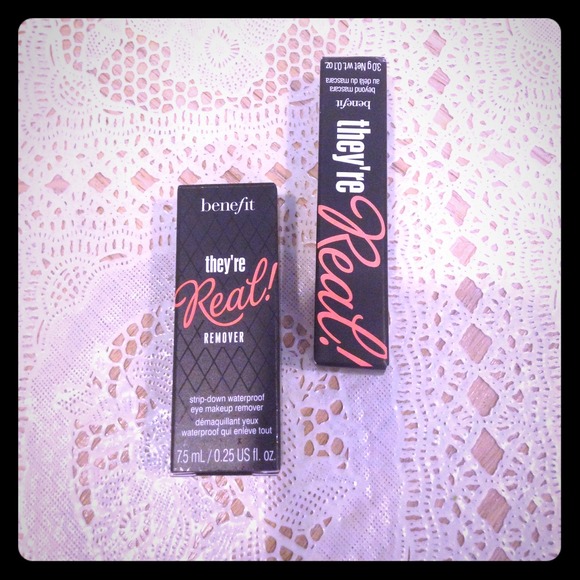 benefit
they're
Real!
REMOVER
strip-down waterproof
eye makeup remover
démaquillant yeux
waterproof qui enlève tout
7.5 mL / 0.25 US fl. oz.
they're
Real!
benefit
beyond mascara
au delà du mascara
3.0 g Net wt. 0.1 oz.